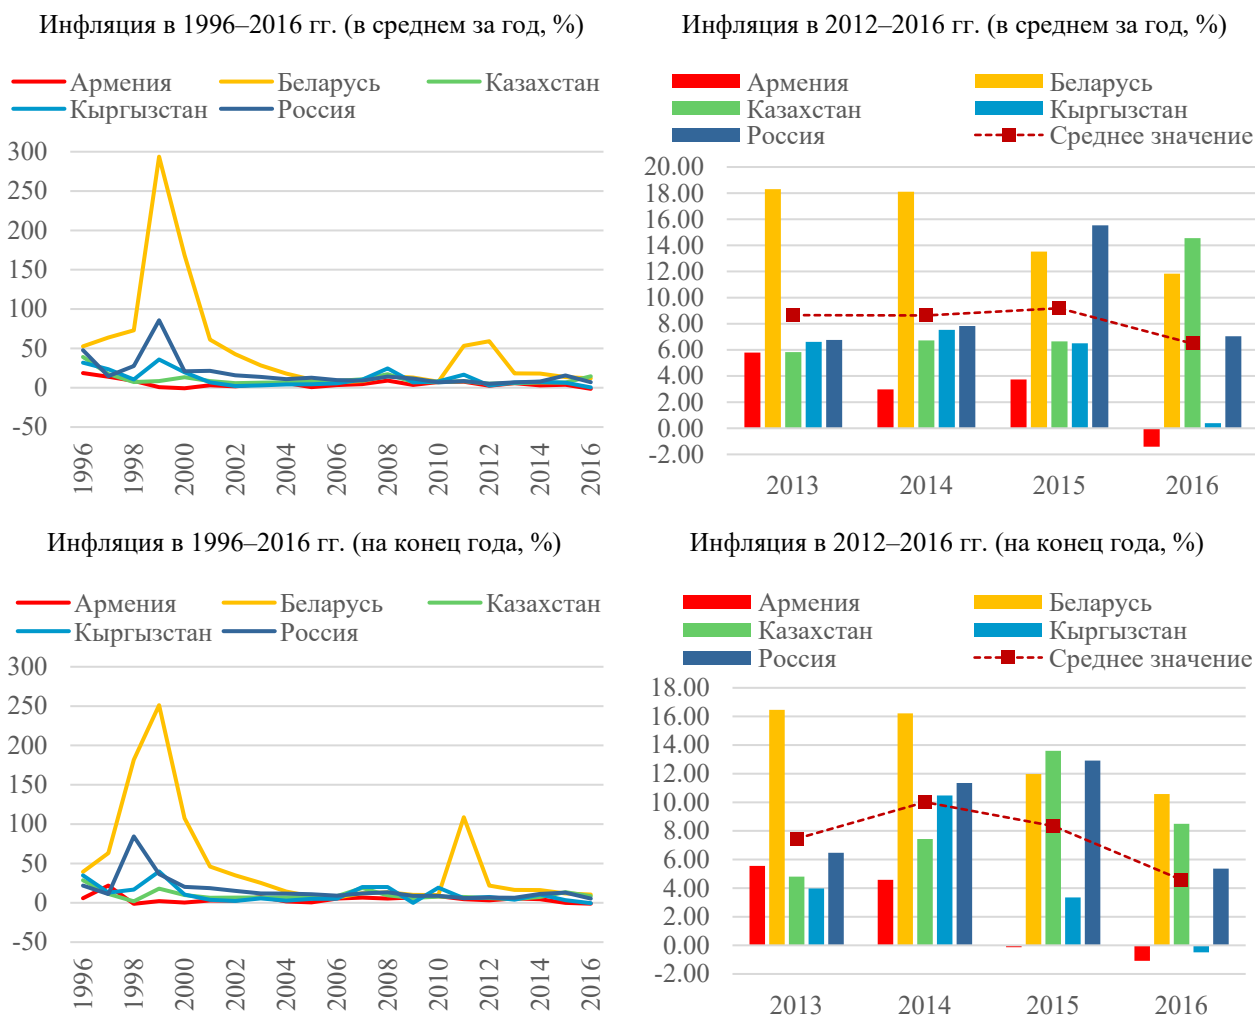 Инфляция в 1996–2016 гг. (в среднем за год, %)
Армения Беларусь Казахстан
Кыргызстан Россия
300
250
200
150
100
50
0
-50
1996 1998 2000 2002 2004 2006 2008 2010 2012 2014 2016
Инфляция в 2012–2016 гг. (в среднем за год, %)
Армения Беларусь
Казахстан Кыргызстан
Россия Среднее значение
20.00
18.00
16.00
14.00
12.00
10.00
8.00
6.00
4.00
2.00
0.00
-2.00
2013 2014 2015 2016
Инфляция в 1996–2016 гг. (на конец года, %)
Армения Беларусь Казахстан
Кыргызстан Россия
300
250
200
150
100
50
0
-50
1996 1998 2000 2002 2004 2006 2008 2010 2012 2014 2016
Инфляция в 2012–2016 гг. (на конец года, %)
Армения Беларусь
Казахстан Кыргызстан
Россия Среднее значение
18.00
16.00
14.00
12.00
10.00
8.00
6.00
4.00
2.00
0.00
-2.00
2013 2014 2015 2016